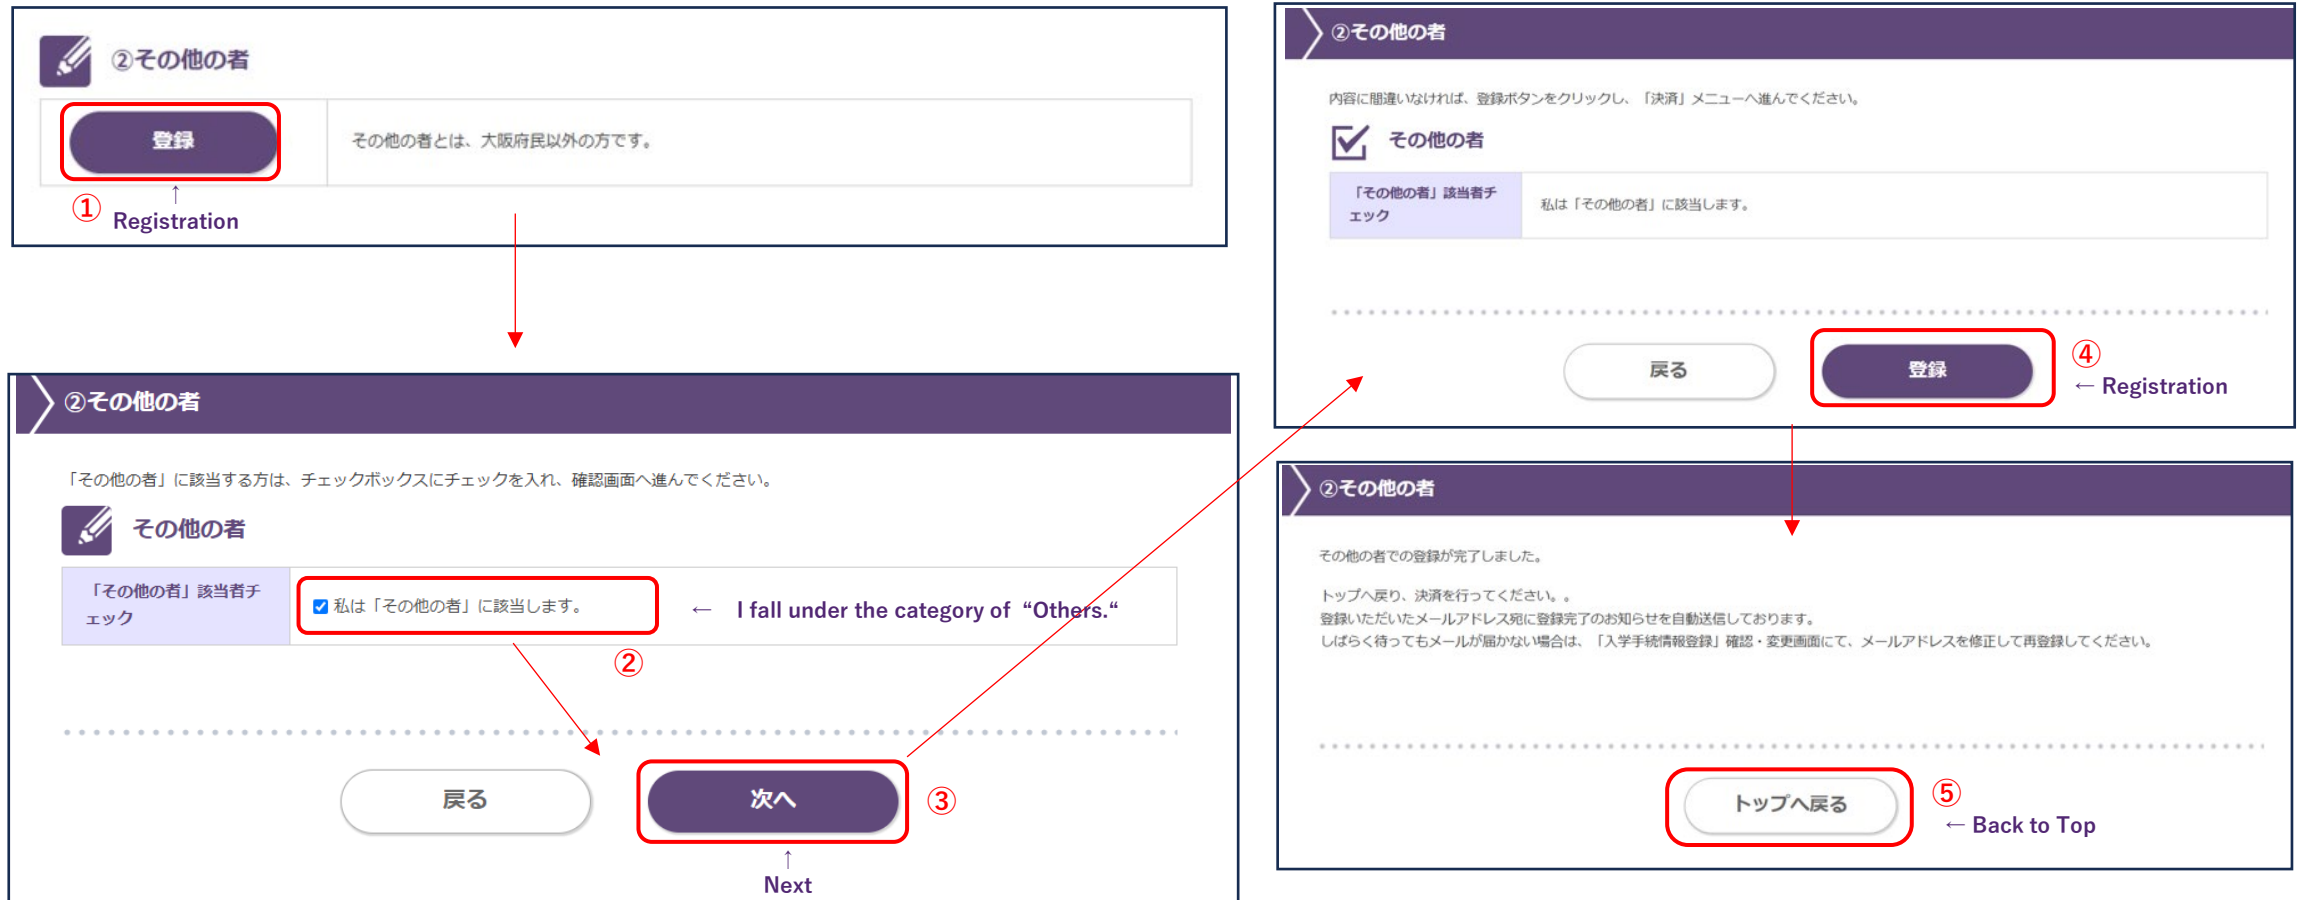 ②その他の者
登録
その他の者とは、大阪府民以外の方です。
①
↑
Registration
②その他の者
「その他の者」に該当する方は、チェックボックスにチェックを入れ、確認画面へ進んでください。
その他の者
「その他の者」該当者チ
ェック
私は「その他の者」に該当します。
← I fall under the category of “Others.“
②
戻る
次へ
③
↑
Next
②その他の者
内容に間違いなければ、登録ボタンをクリックし、「決済」メニューへ進んでください。
その他の者
「その他の者」該当者チ
ェック
私は「その他の者」に該当します。
戻る
登録
④
← Registration
②その他の者
その他の者での登録が完了しました。
トップへ戻り、決済を行ってください。。
登録いただいたメールアドレス宛に登録完了のお知らせを自動送信しております。
しばらく待ってもメールが届かない場合は、「入学手続情報登録」確認・変更画面にて、メールアドレスを修正して再登録してください。
トップへ戻る
⑤
← Back to Top